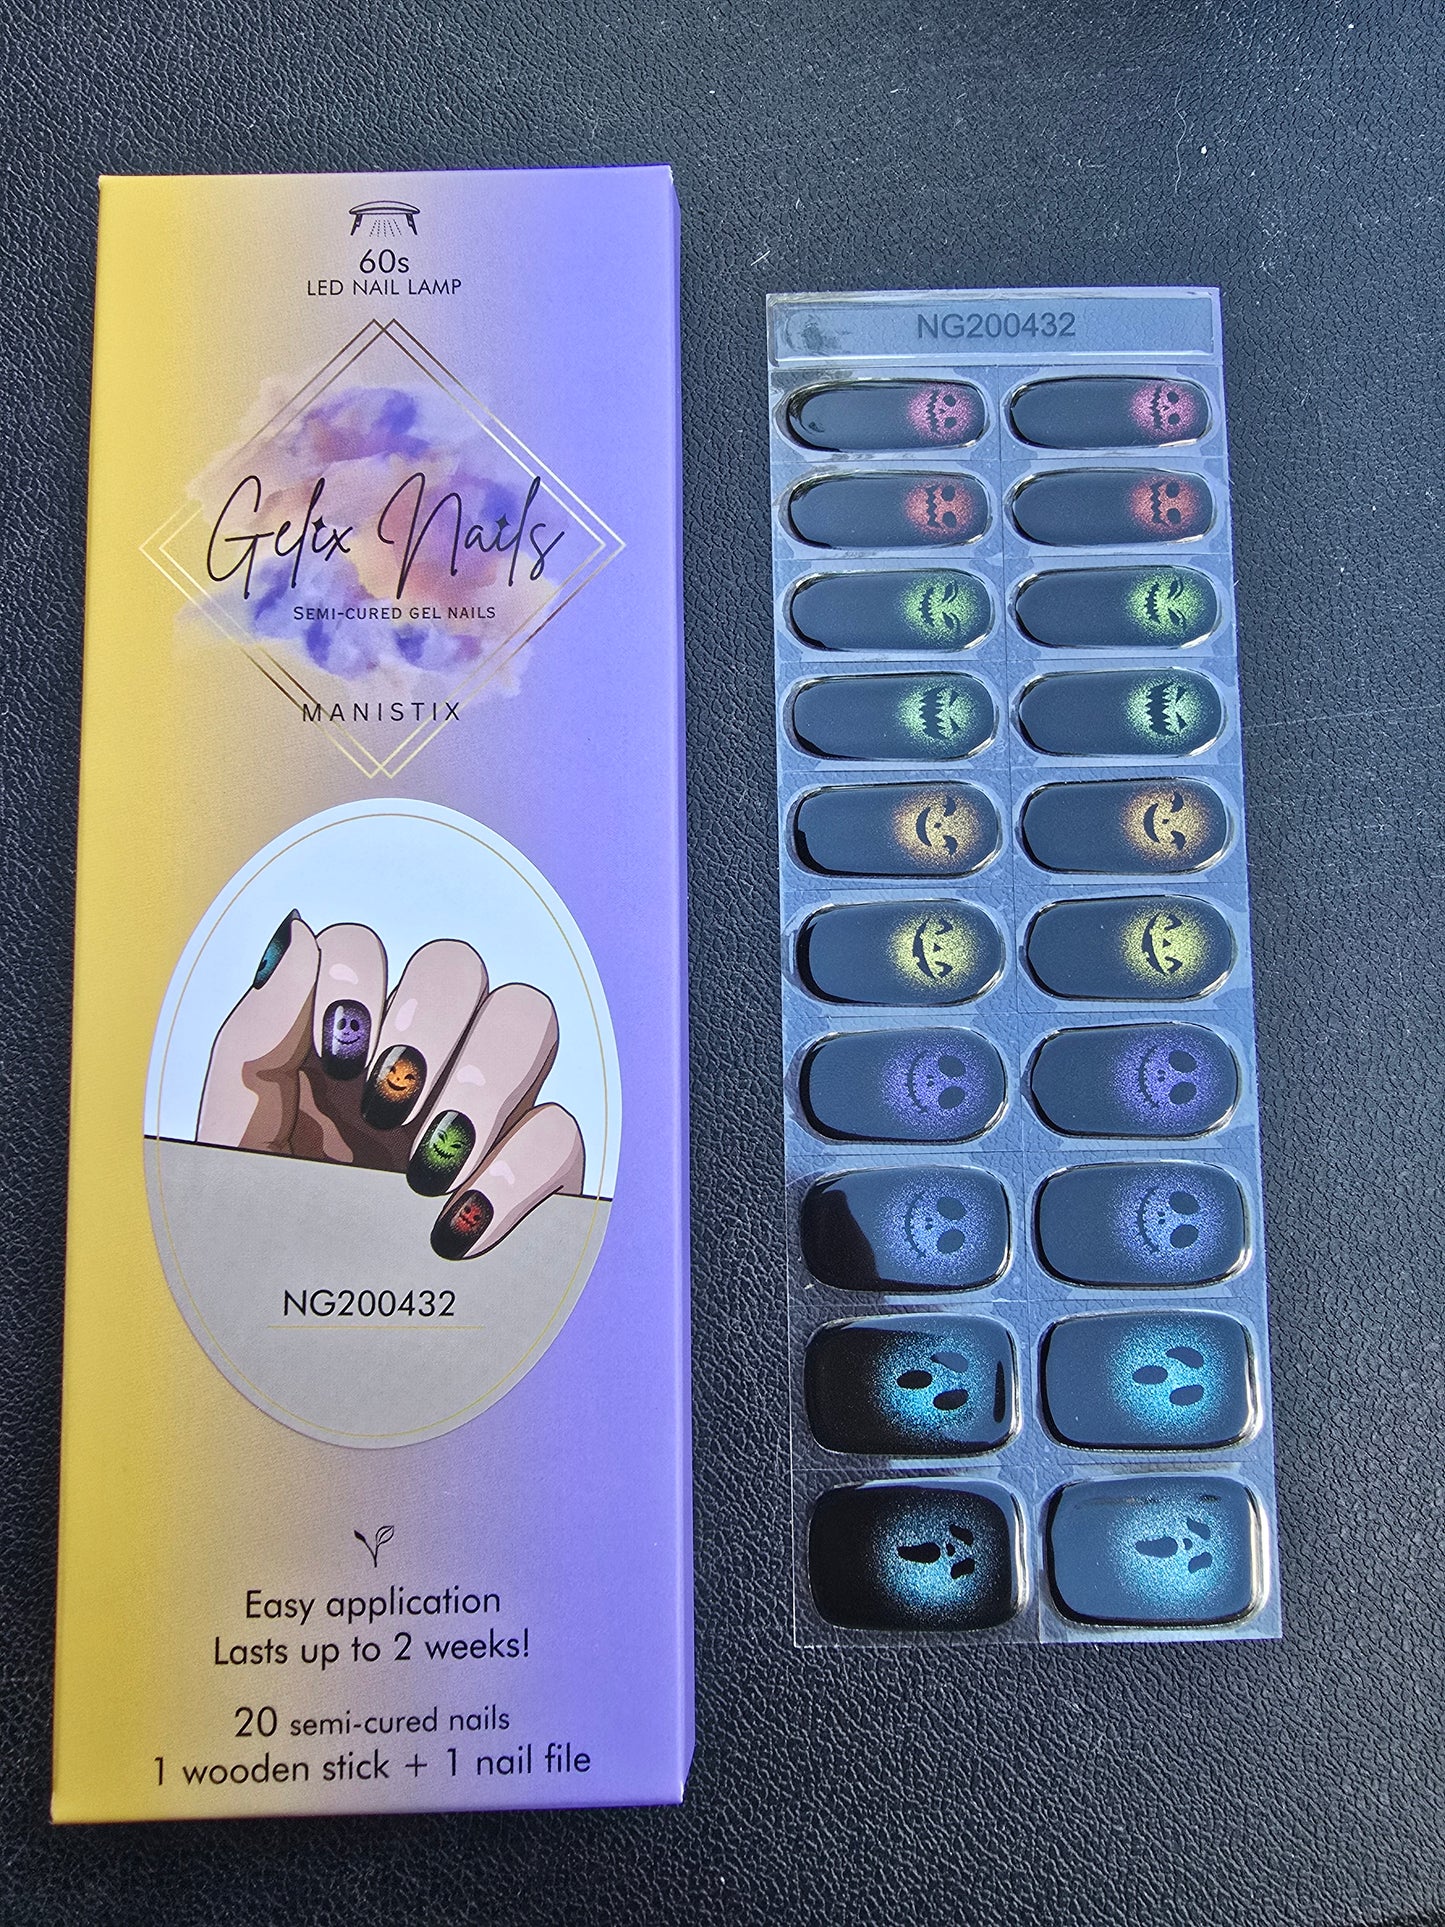 60s
LED NAIL LAMP
Gelix Nails
SEMI-CURED GEL NAILS
MANISTIX
NG200432
Easy application
Lasts up to 2 weeks!
20 semi-cured nails
1 wooden stick + 1 nail file
NG200432